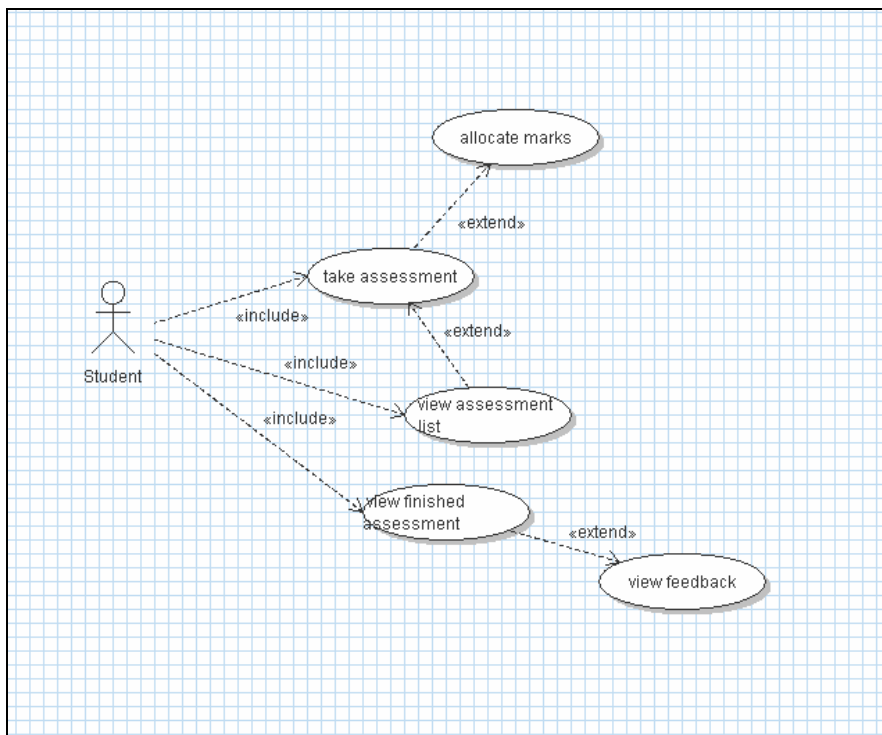 allocate marks
«extend»
take assessment
«include»
«extend»
«include»
Student
view assessment
list
«include»
view finished
assessment
«extend»
view feedback